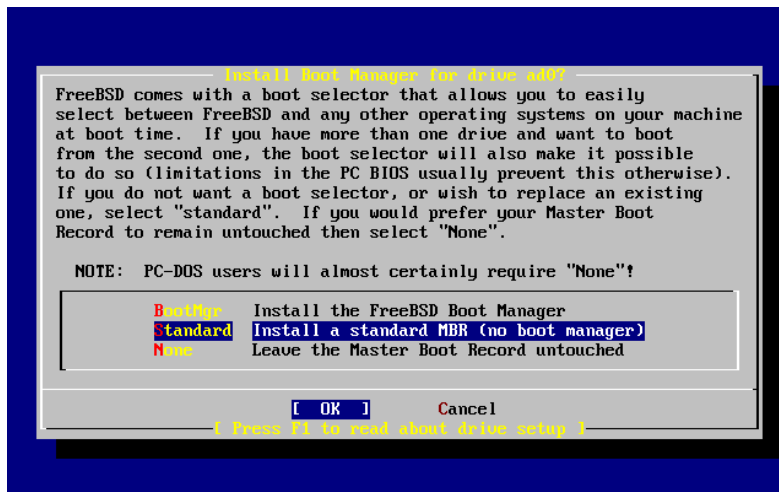 Install Boot Manager for drive ad0?
FreeBSD comes with a boot selector that allows you to easily
select between FreeBSD and any other operating systems on your machine
at boot time.  If you have more than one drive and want to boot
from the second one, the boot selector will also make it possible
to do so (limitations in the PC BIOS usually prevent this otherwise).
If you do not want a boot selector, or wish to replace an existing
one, select "standard".  If you would prefer your Master Boot
Record to remain untouched then select "None".
NOTE:  PC-DOS users will almost certainly require "None"!
BootMgr   Install the FreeBSD Boot Manager
Standard  Install a standard MBR (no boot manager)
None      Leave the Master Boot Record untouched
[  OK  ]       Cancel
[ Press F1 to read about drive setup ]